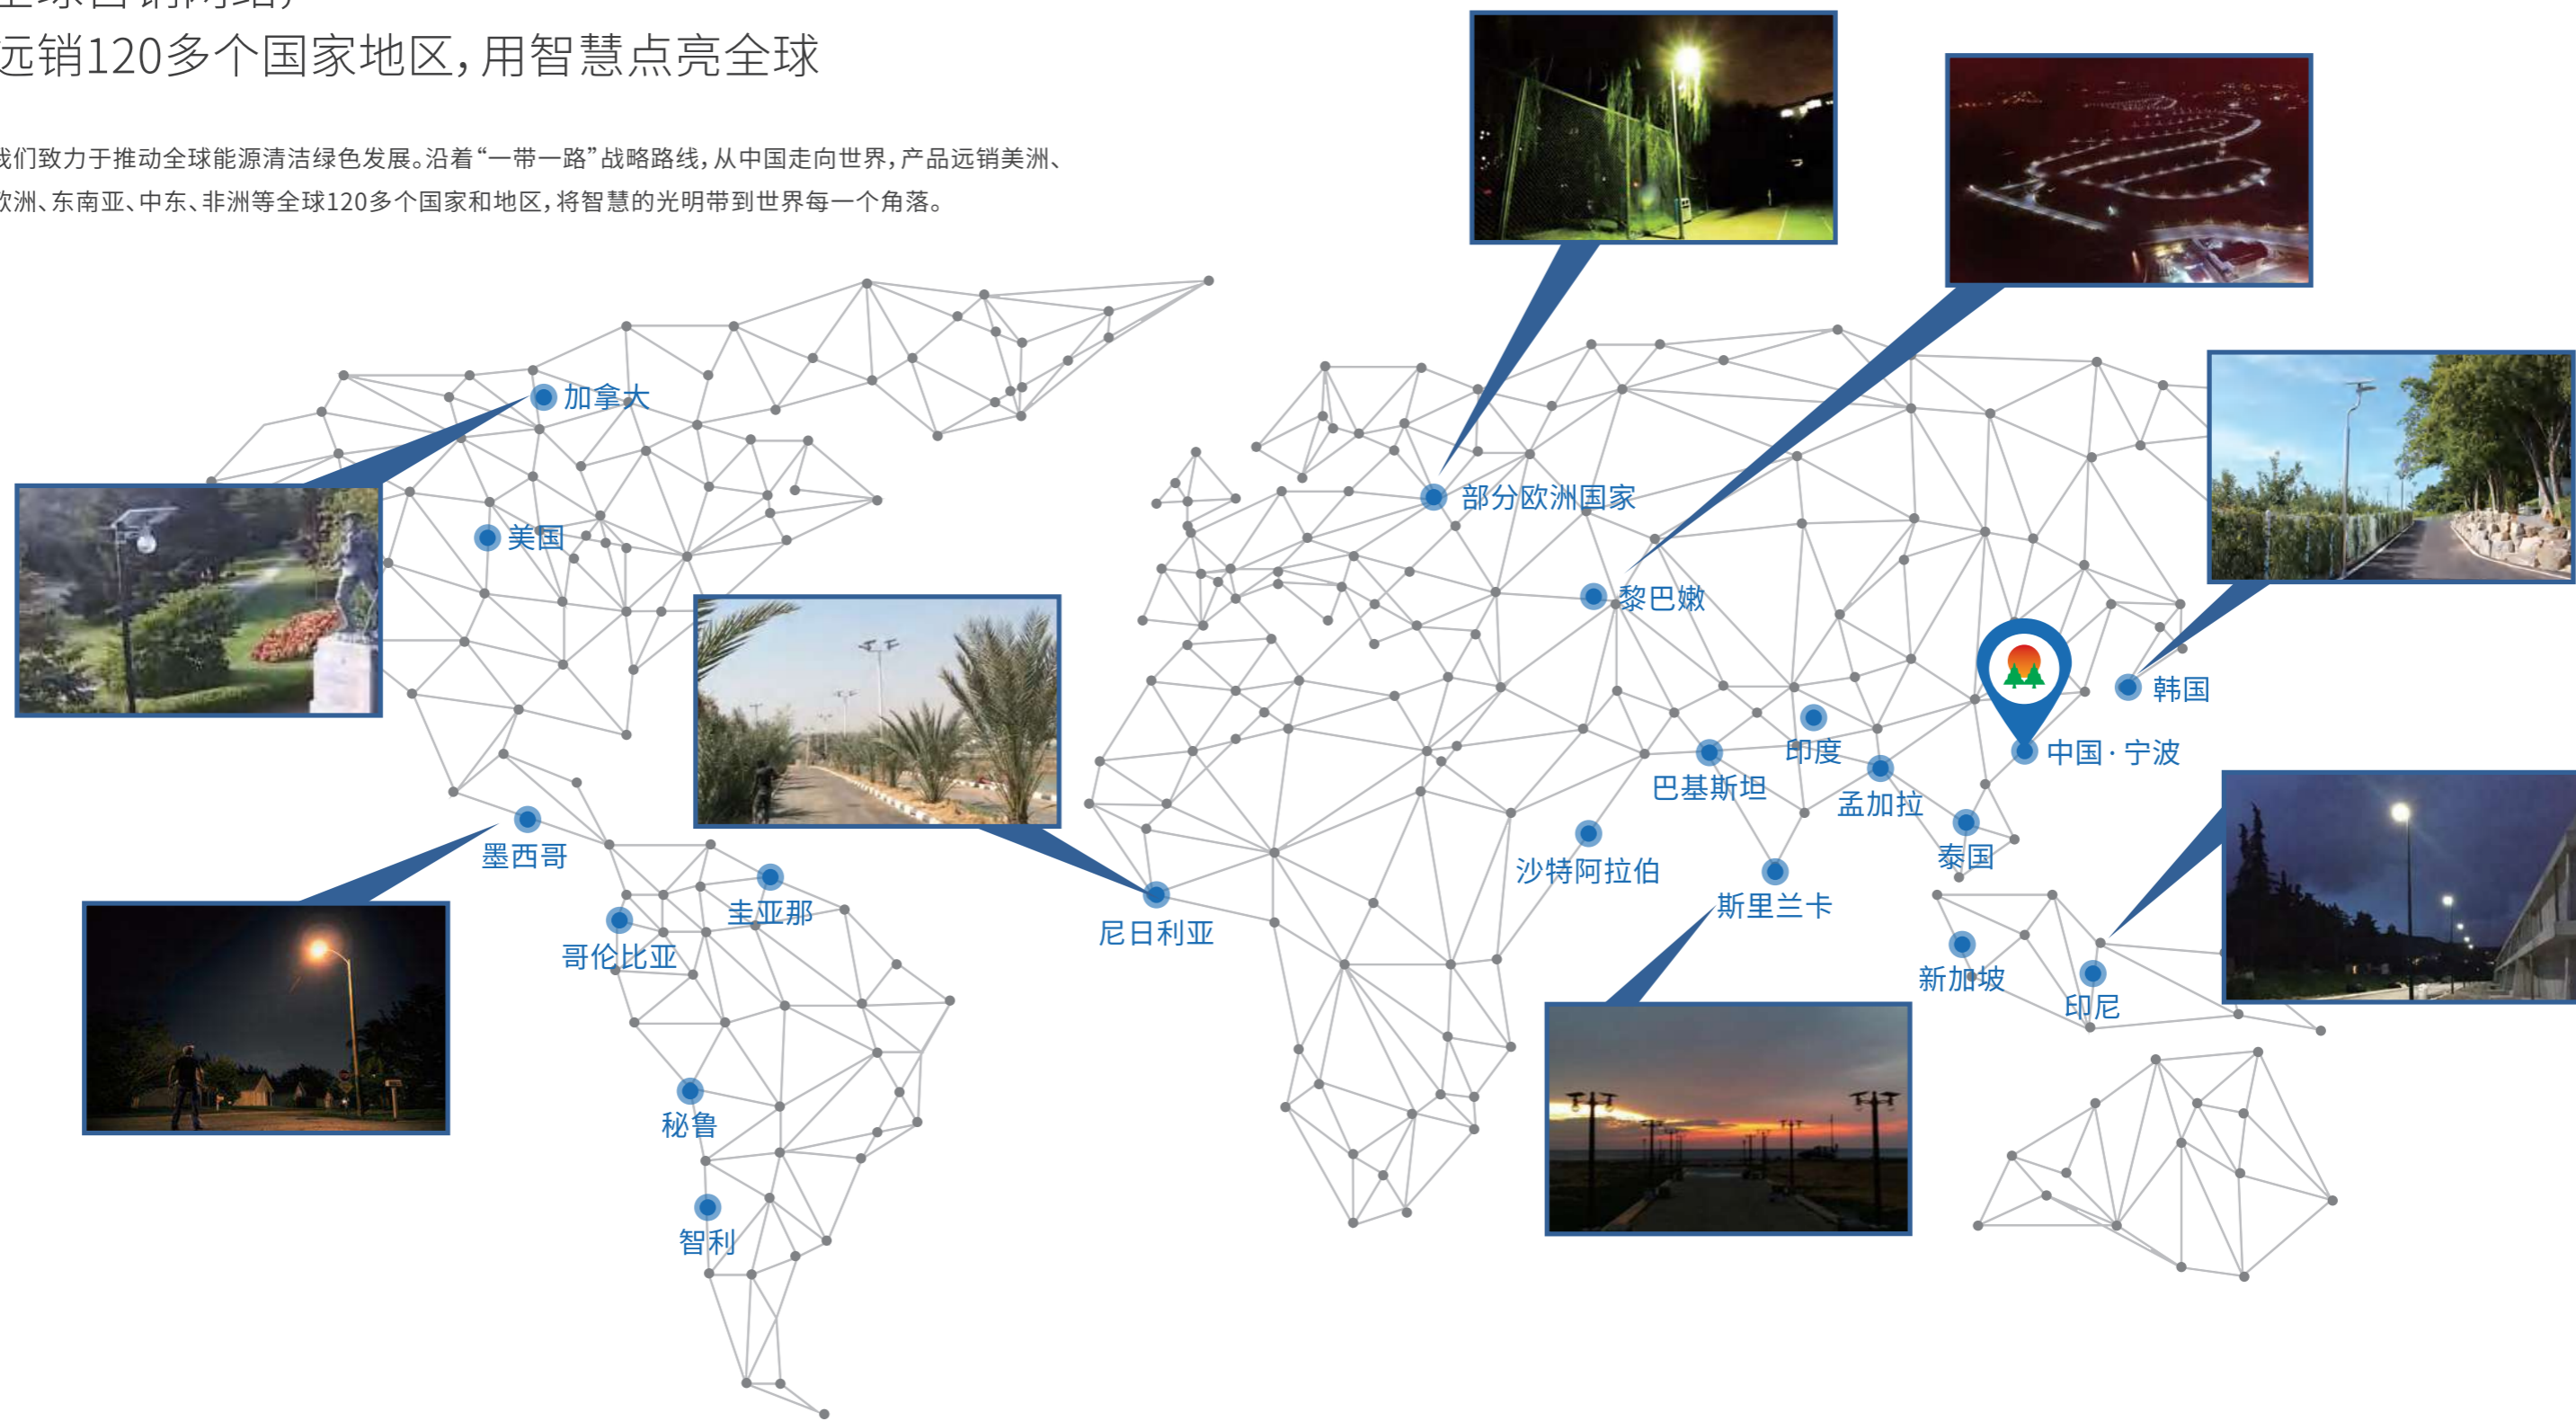 全球营销网络，
远销120多个国家地区，用智慧点亮全球
我们致力于推动全球能源清洁绿色发展。沿着“一带一路”战略路线，从中国走向世界，产品远销美洲、
欧洲、东南亚、中东、非洲等全球120多个国家和地区，将智慧的光明带到世界每一个角落。
加拿大
部分欧洲国家
美国
黎巴嫩
韩国
中国·宁波
印度
巴基斯坦
孟加拉
墨西哥
泰国
沙特阿拉伯
圭亚那
斯里兰卡
尼日利亚
哥伦比亚
新加坡
印尼
秘鲁
智利